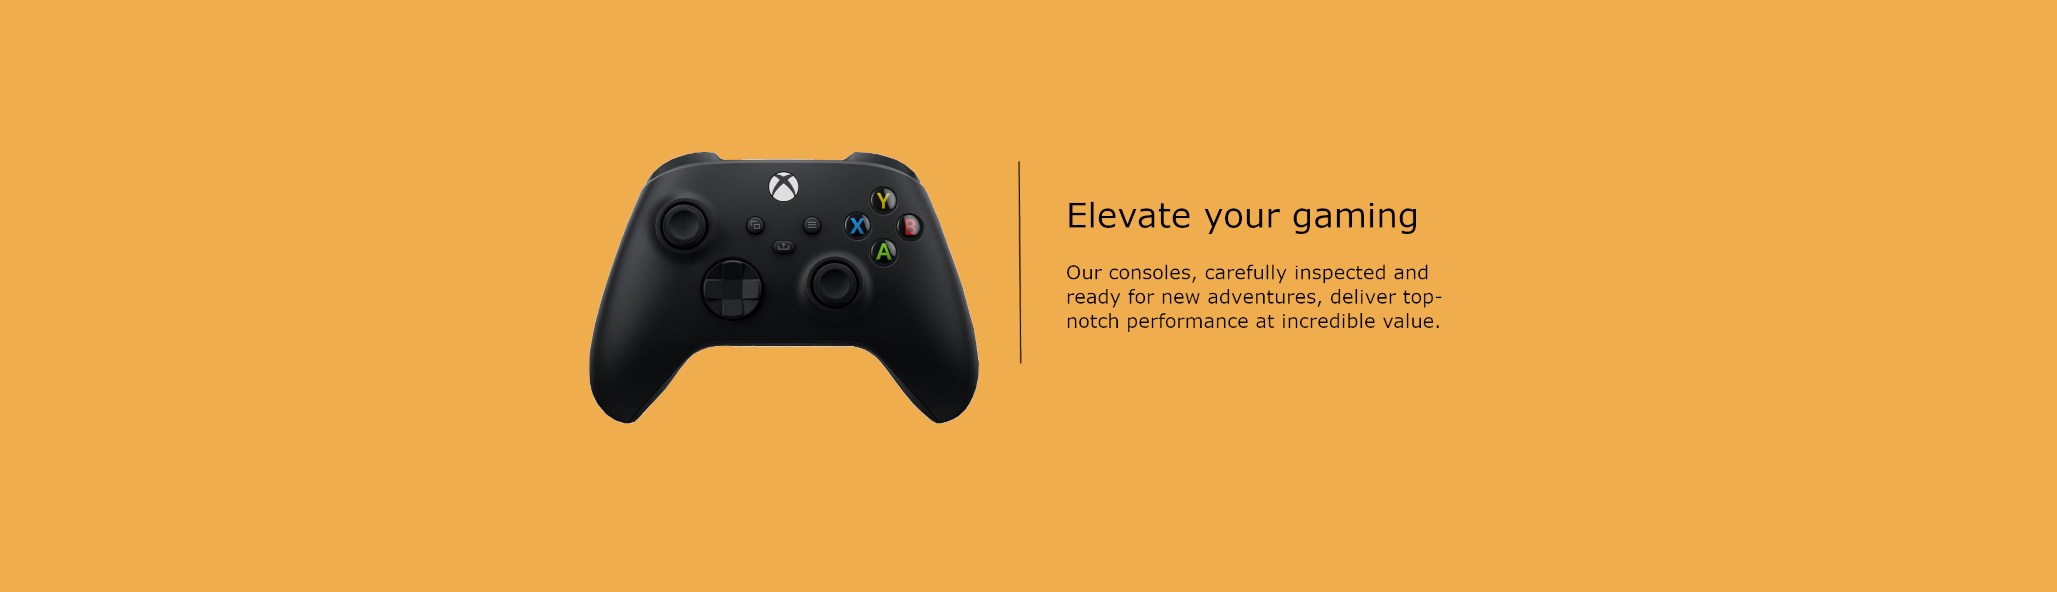 Y
X
B
A
Elevate your gaming
Our consoles, carefully inspected and
ready for new adventures, deliver top-
notch performance at incredible value.